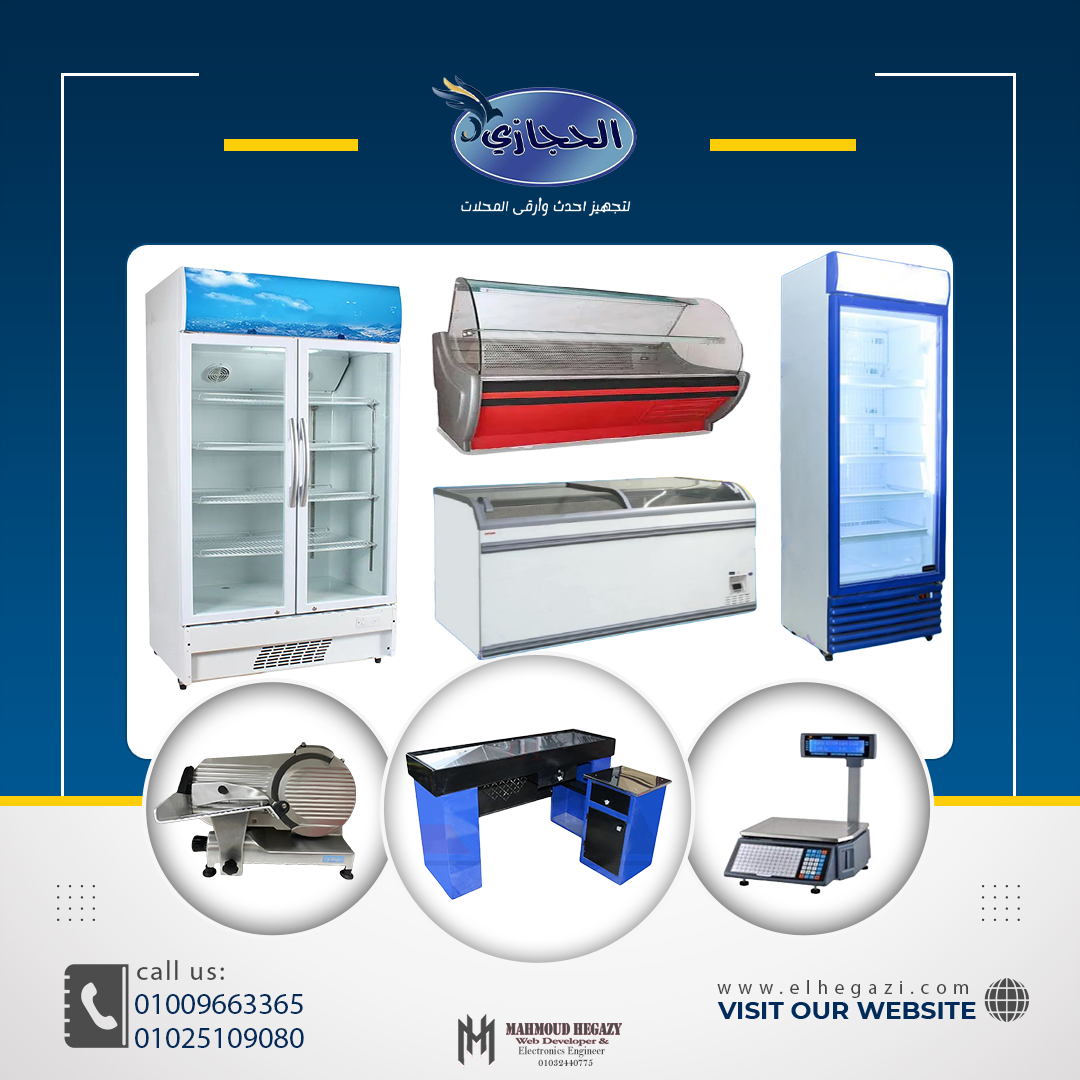 الحجازي
لتجهيز احدث وأرقى المحلات
call us:
01009663365
01025109080
www.elhegazi.com
VISIT OUR WEBSITE
MAHMOUD HEGAZY
Web Developer &
Electronics Engineer
01032440775